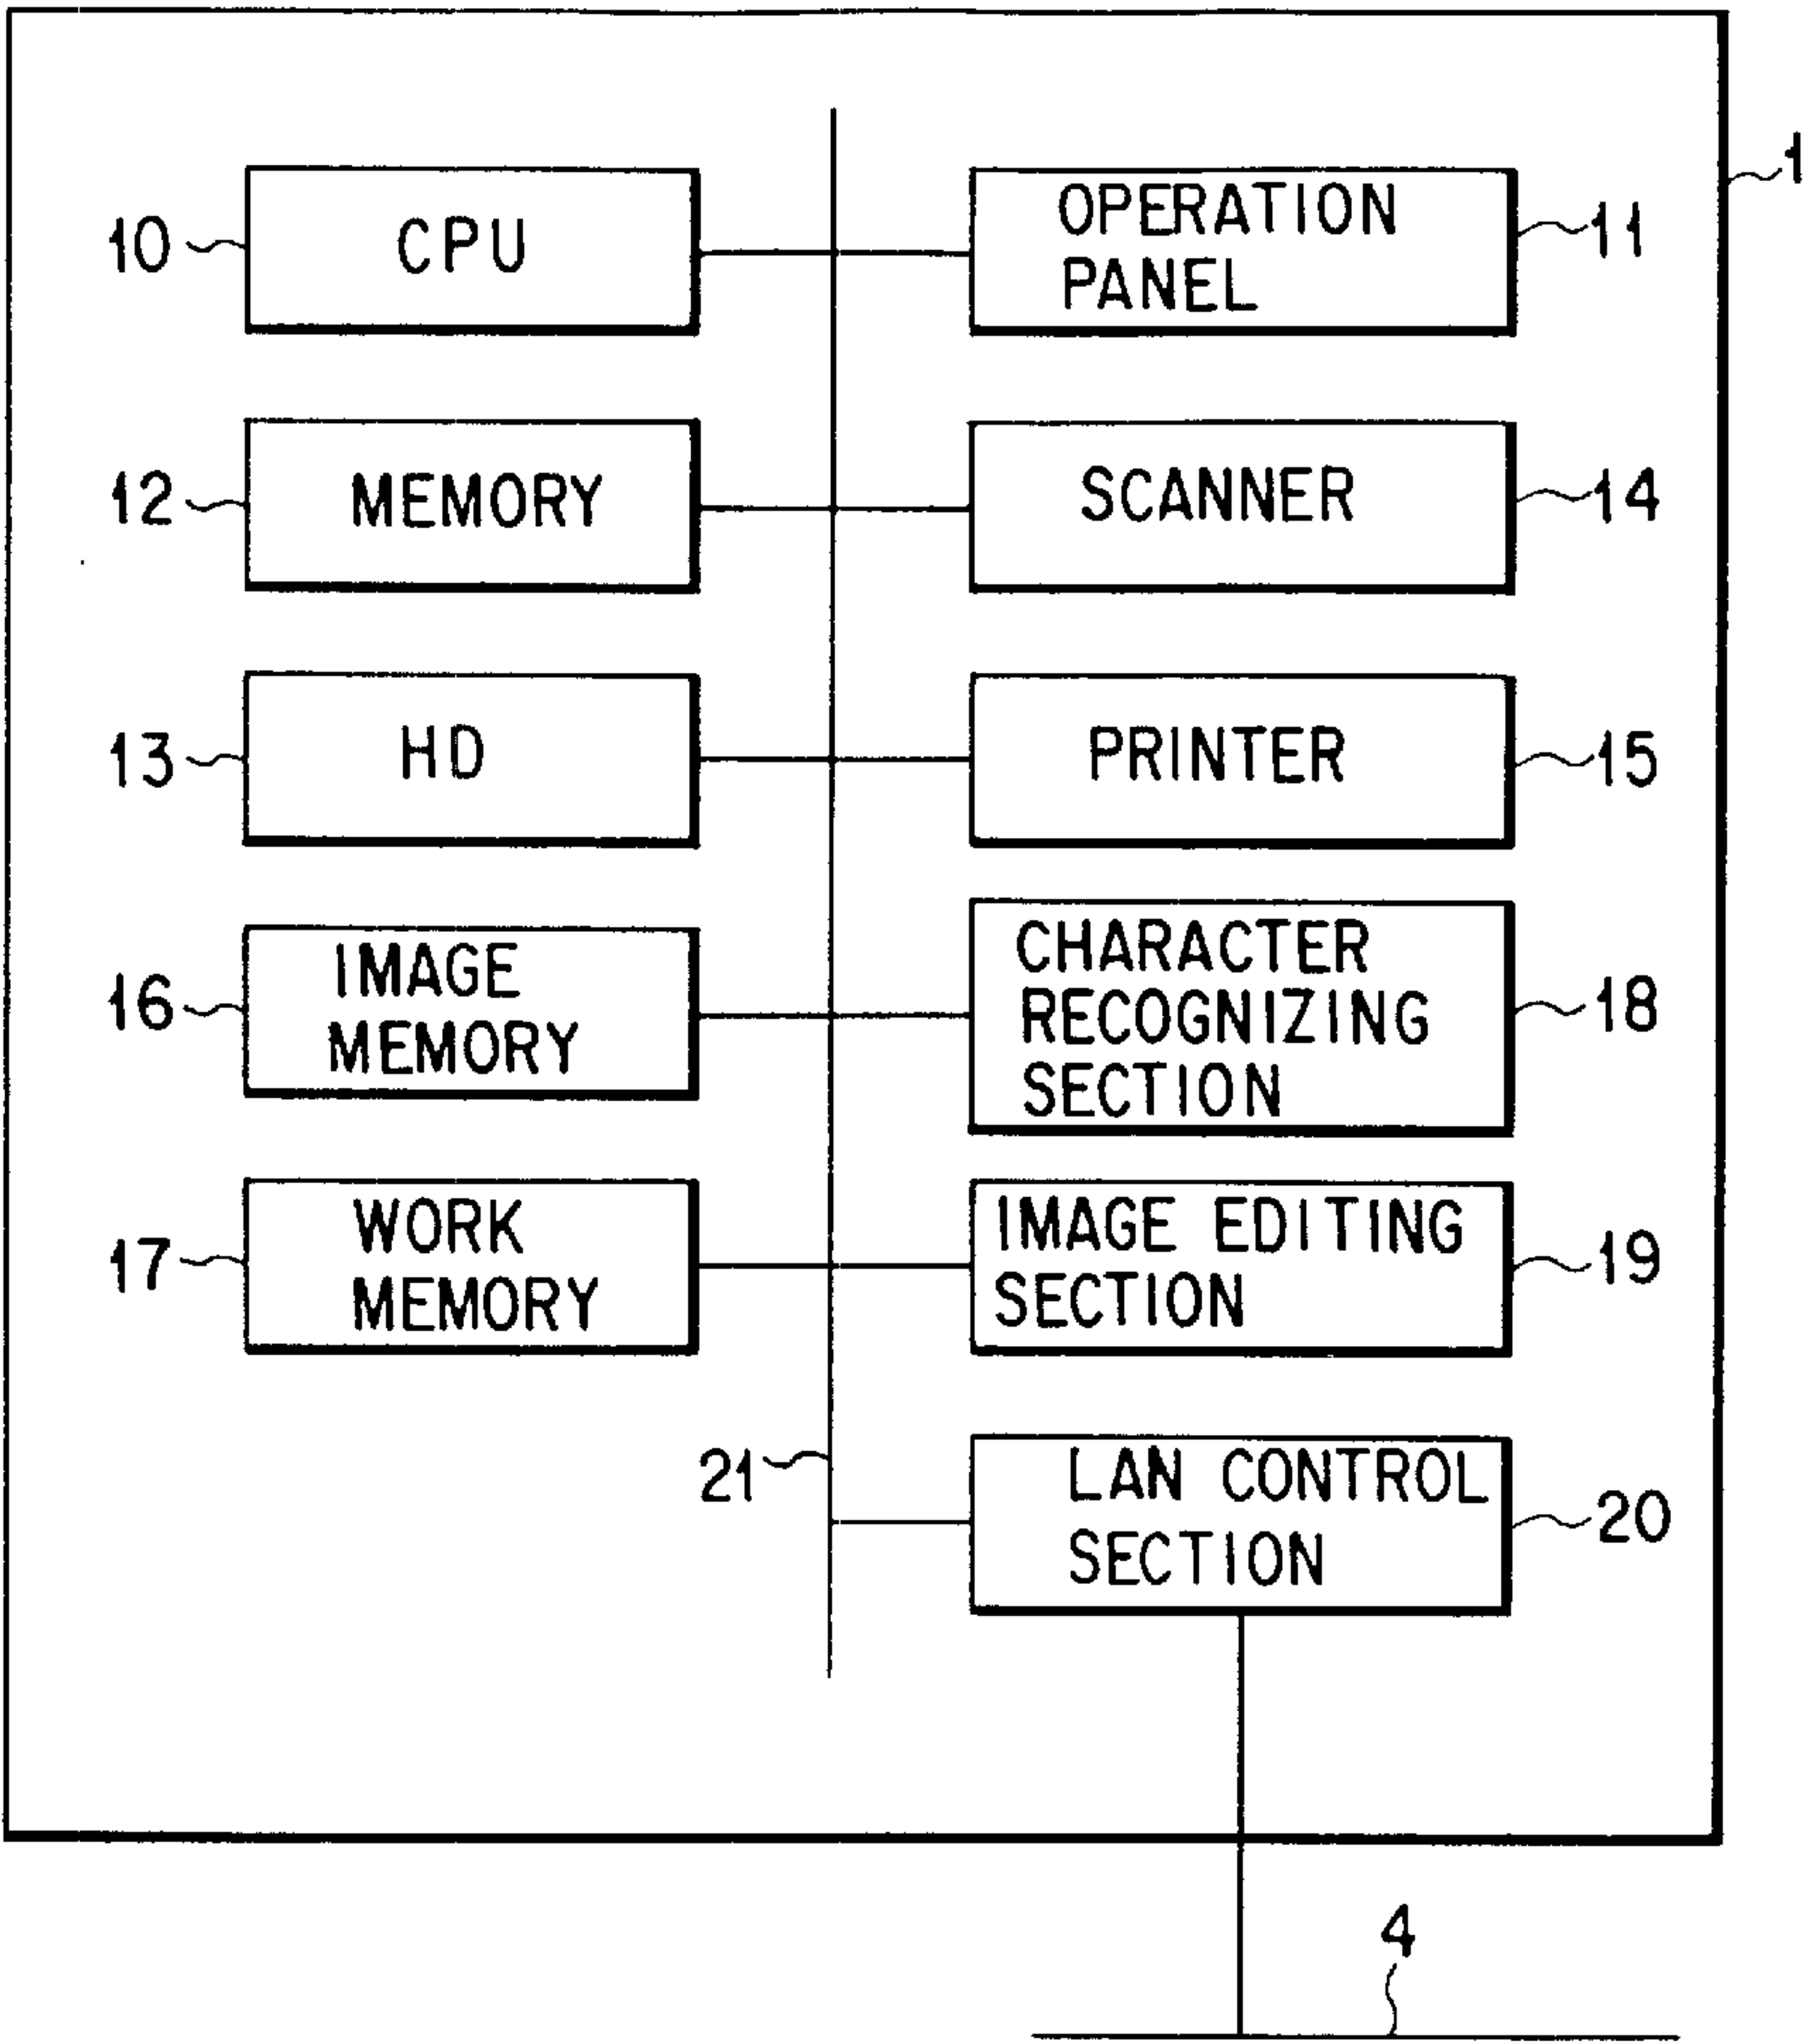 1
10
CPU
OPERATION
PANEL
11
12
MEMORY
SCANNER
14
13
HD
PRINTER
15
16
IMAGE
MEMORY
CHARACTER
RECOGNIZING
SECTION
18
17
WORK
MEMORY
IMAGE EDITING
SECTION
19
21
LAN CONTROL
SECTION
20
4